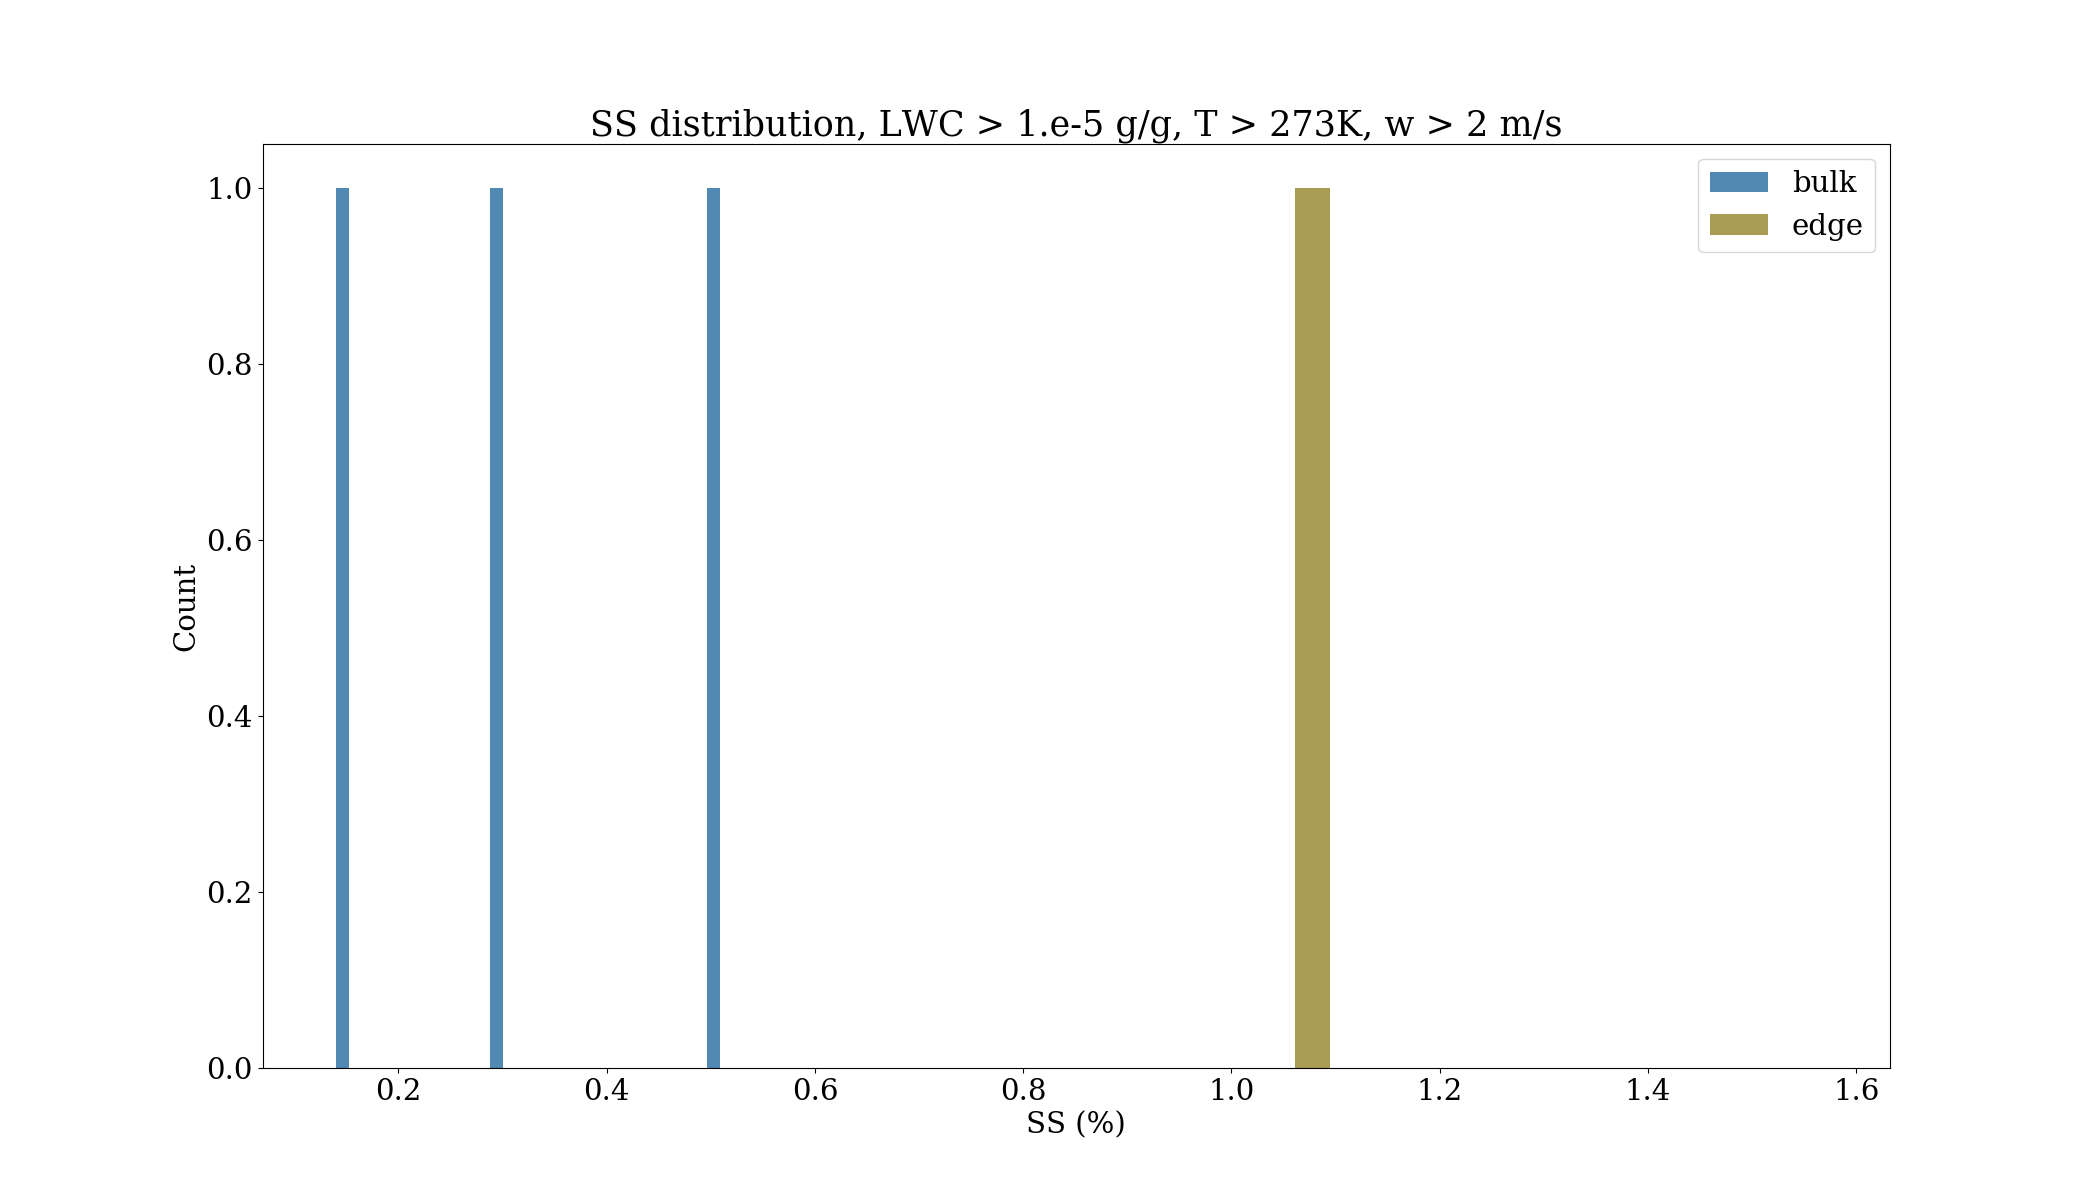 SS distribution, LWC > 1.e-5 g/g, T > 273K, w > 2 m/s
bulk
edge
1.0
0.8
0.6
0.4
0.2
0.0
Count
0.2 0.4 0.6 0.8 1.0 1.2 1.4 1.6
SS (%)